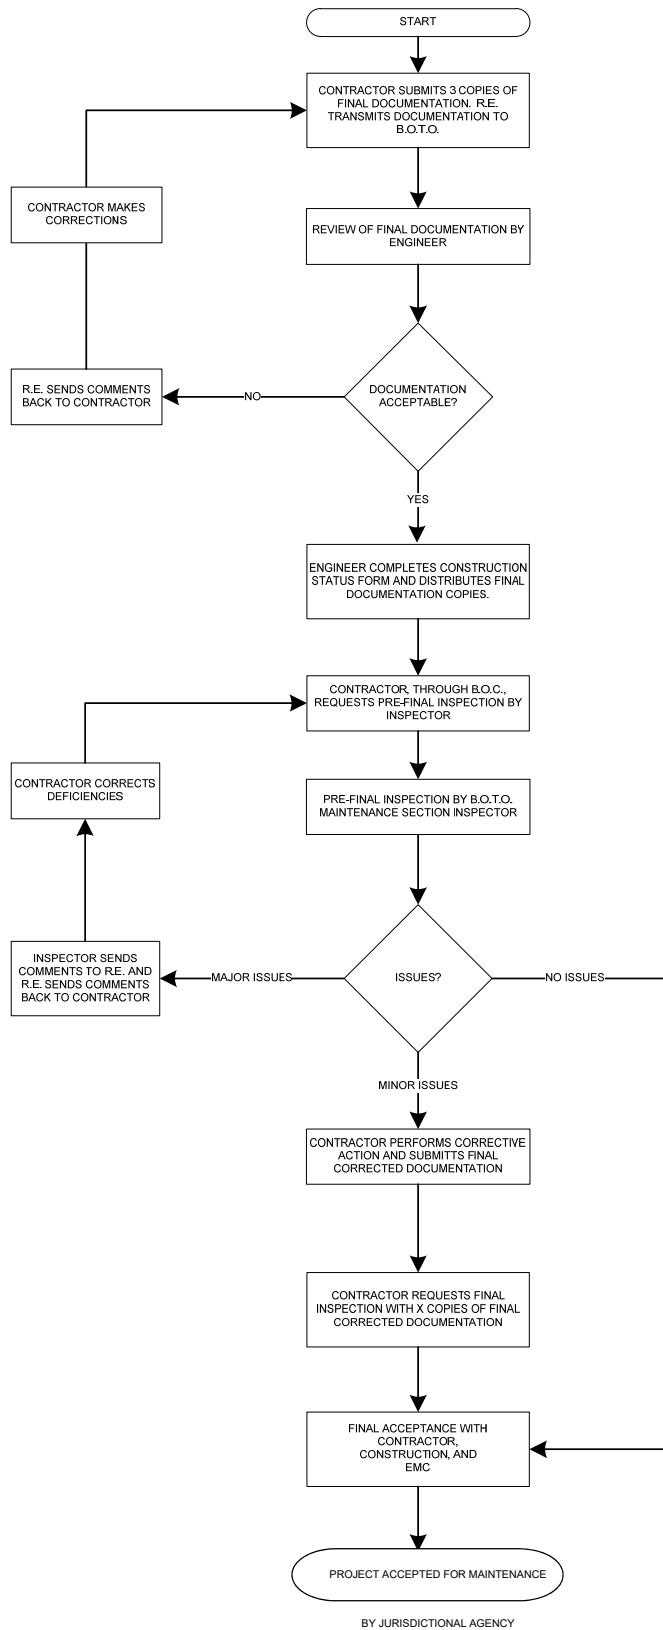 START
CONTRACTOR SUBMITS 3 COPIES OF
FINAL DOCUMENTATION. R.E.
TRANSMITS DOCUMENTATION TO
B.O.T.O.
CONTRACTOR MAKES
CORRECTIONS
REVIEW OF FINAL DOCUMENTATION BY
ENGINEER
R.E. SENDS COMMENTS
BACK TO CONTRACTOR
NO
DOCUMENTATION
ACCEPTABLE?
YES
ENGINEER COMPLETES CONSTRUCTION
STATUS FORM AND DISTRIBUTES FINAL
DOCUMENTATION COPIES.
CONTRACTOR, THROUGH B.O.C.,
REQUESTS PRE-FINAL INSPECTION BY
INSPECTOR
CONTRACTOR CORRECTS
DEFICIENCIES
PRE-FINAL INSPECTION BY B.O.T.O.
MAINTENANCE SECTION INSPECTOR
INSPECTOR SENDS
COMMENTS TO R.E. AND
R.E. SENDS COMMENTS
BACK TO CONTRACTOR
MAJOR ISSUES
ISSUES?
NO ISSUES
MINOR ISSUES
CONTRACTOR PERFORMS CORRECTIVE
ACTION AND SUBMITTS FINAL
CORRECTED DOCUMENTATION
CONTRACTOR REQUESTS FINAL
INSPECTION WITH X COPIES OF FINAL
CORRECTED DOCUMENTATION
FINAL ACCEPTANCE WITH
CONTRACTOR,
CONSTRUCTION, AND
EMC
PROJECT ACCEPTED FOR MAINTENANCE
BY JURISDICTIONAL AGENCY